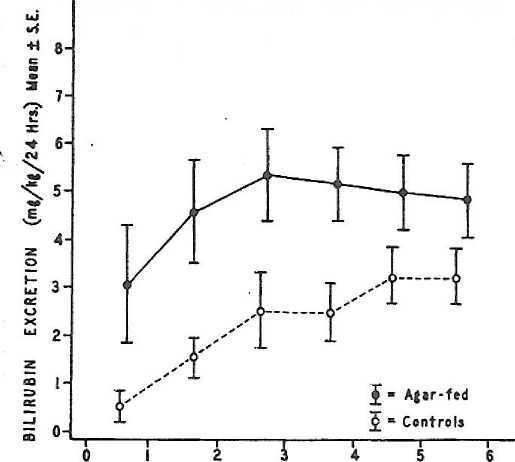 BILIRUBIN EXCRETION (mg/kg/24 Hrs.) Mean ± S.E.
8
7
6
5
4
3
2
1
0
0 1 2 3 4 5 6
= Agar-fed
= Controls